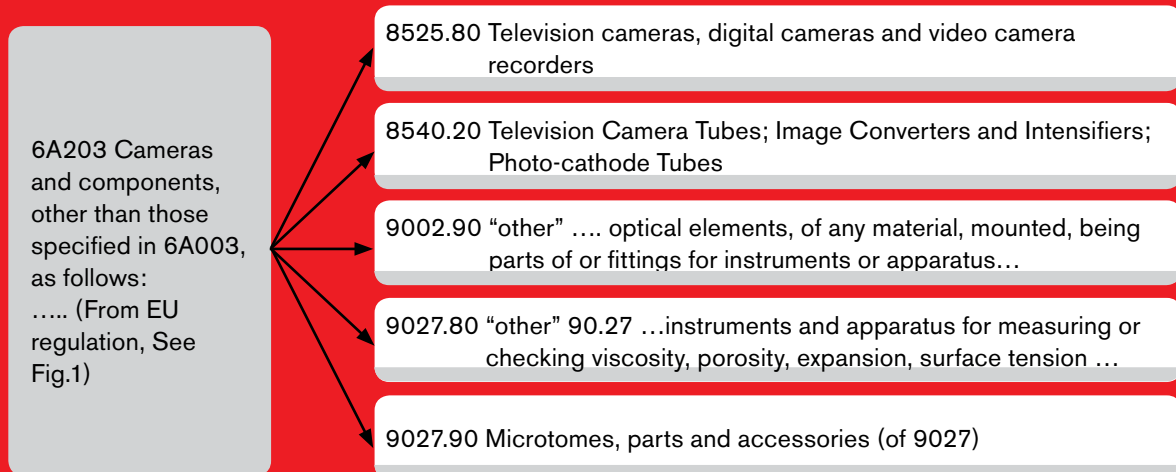 6A203 Cameras
and components,
other than those
specified in 6A003,
as follows:
….. (From EU
regulation, See
Fig.1)
8525.80 Television cameras, digital cameras and video camera
recorders
8540.20 Television Camera Tubes; Image Converters and Intensifiers;
Photo-cathode Tubes
9002.90 “other” …. optical elements, of any material, mounted, being
parts of or fittings for instruments or apparatus…
9027.80 “other” 90.27 …instruments and apparatus for measuring or
checking viscosity, porosity, expansion, surface tension …
9027.90 Microtomes, parts and accessories (of 9027)